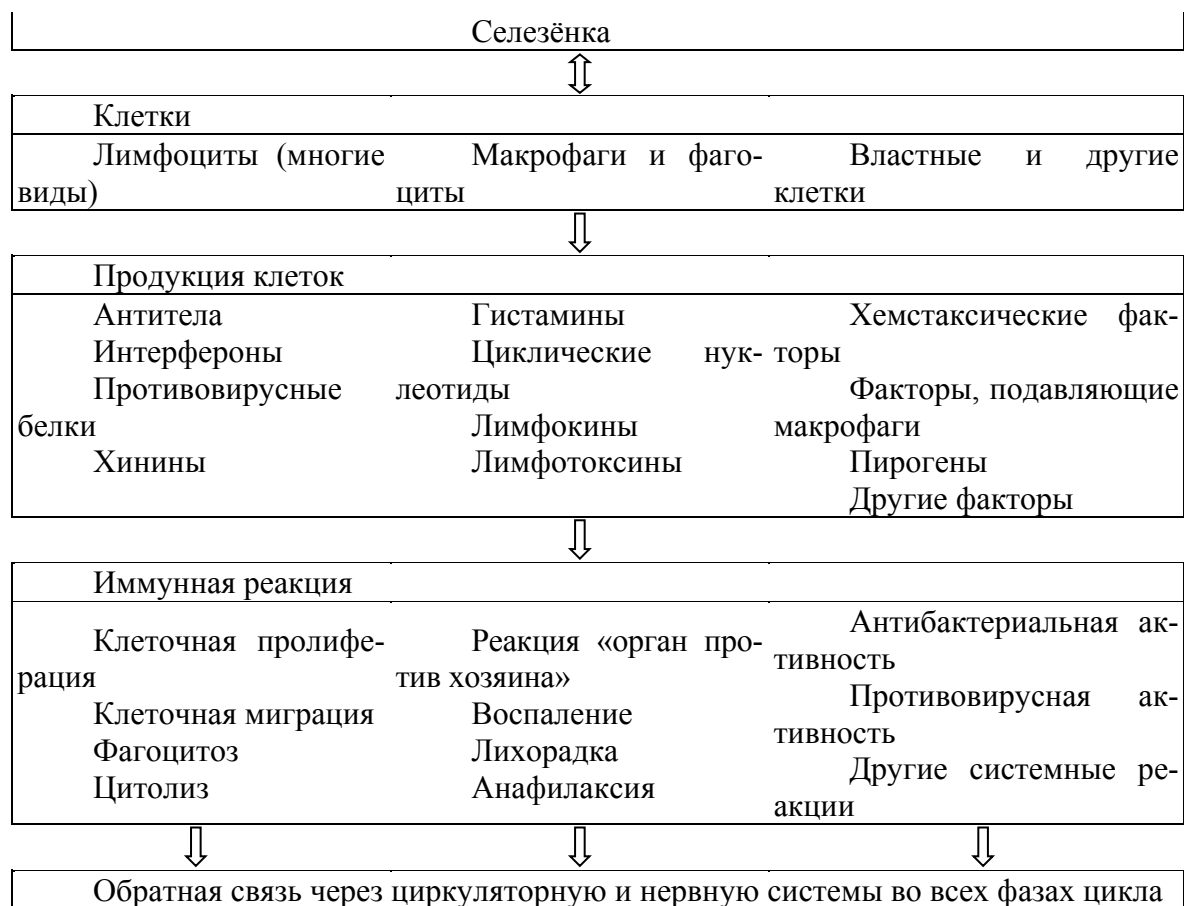 Селезёнка
Клетки
Лимфоциты (многие
виды)
Макрофаги и фаго-
циты
Властные и другие
клетки
Продукция клеток
Антитела
Интерфероны
Противовирусные
белки
Хинины
Гистамины
Циклические нук-
леотиды
Лимфокины
Лимфотоксины
Хемстаксические фак-
торы
Факторы, подавляющие
макрофаги
Пирогены
Другие факторы
Иммунная реакция
Клеточная пролифе-
рация
Клеточная миграция
Фагоцитоз
Цитолиз
Реакция «орган про-
тив хозяина»
Воспаление
Лихорадка
Анафилаксия
Антибактериальная ак-
тивность
Противовирусная ак-
тивность
Другие системные ре-
акции
Обратная связь через циркуляторную и нервную системы во всех фазах цикла